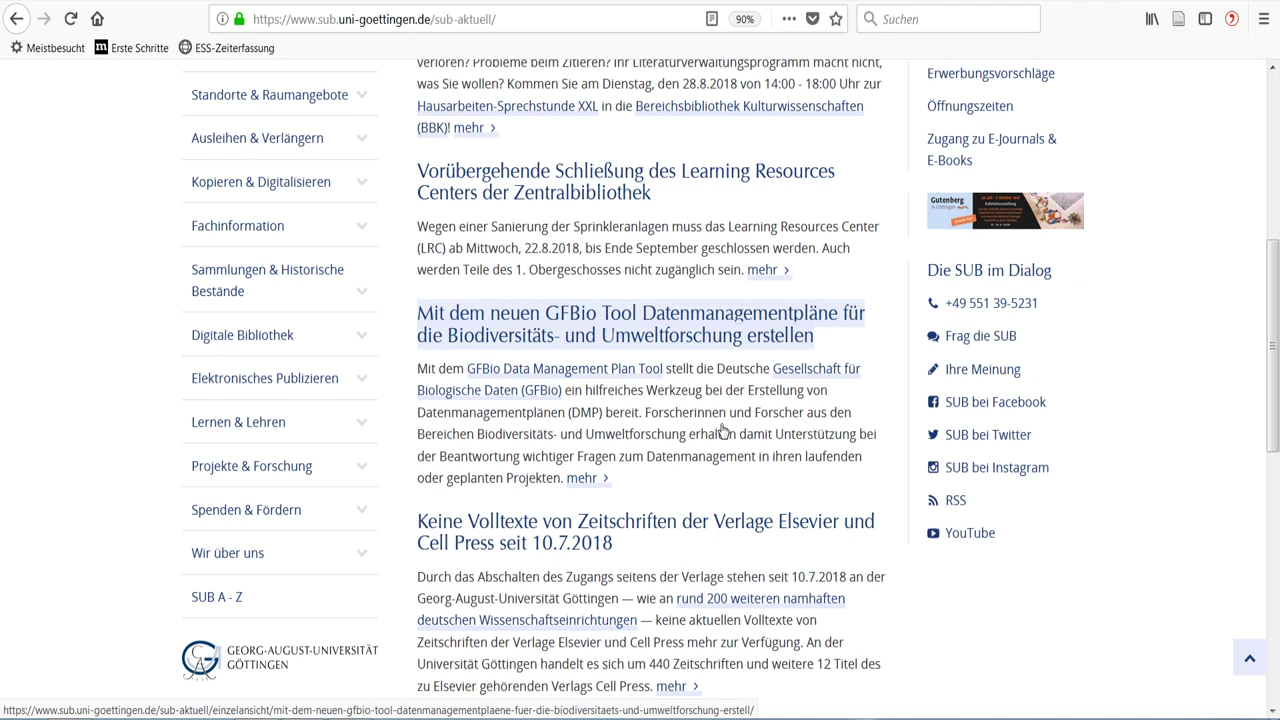 https://www.sub.uni-goettingen.de/sub-aktuell/
90%
Suchen
Meistbesucht
m Erste Schritte
ESS-Zeiterfassung
Standorte & Raumangebote
Ausleihen & Verlängern
Kopieren & Digitalisieren
Fachinformation
Sammlungen & Historische
Bestände
Digitale Bibliothek
Elektronisches Publizieren
Lernen & Lehren
Projekte & Forschung
Spenden & Fördern
Wir über uns
SUB A - Z
GEORG-AUGUST-UNIVERSITÄT
GÖTTINGEN
verloren? Probleme beim Zitieren? Ihr Literaturverwaltungsprogramm macht nicht,
was Sie wollen? Kommen Sie am Dienstag, den 28.8.2018 von 14:00 - 18:00 Uhr zur
Hausarbeiten-Sprechstunde XXL in die Bereichsbibliothek Kulturwissenschaften
(BBK)! mehr >
Vorübergehende Schließung des Learning Resources
Centers der Zentralbibliothek
Wegen einer Sanierung der Sprinkleranlagen muss das Learning Resources Center
(LRC) ab Mittwoch, 22.8.2018, bis Ende September geschlossen werden. Auch
werden Teile des 1. Obergeschosses nicht zugänglich sein. mehr >
Mit dem neuen GFBio Tool Datenmanagementpläne für
die Biodiversitäts- und Umweltforschung erstellen
Mit dem GFBio Data Management Plan Tool stellt die Deutsche Gesellschaft für
Biologische Daten (GFBio) ein hilfreiches Werkzeug bei der Erstellung von
Datenmanagementplänen (DMP) bereit. Forscherinnen und Forscher aus den
Bereichen Biodiversitäts- und Umweltforschung erhalten damit Unterstützung bei
der Beantwortung wichtiger Fragen zum Datenmanagement in ihren laufenden
oder geplanten Projekten. mehr >
Keine Volltexte von Zeitschriften der Verlage Elsevier und
Cell Press seit 10.7.2018
Durch das Abschalten des Zugangs seitens der Verlage stehen seit 10.7.2018 an der
Georg-August-Universität Göttingen — wie an rund 200 weiteren namhaften
deutschen Wissenschaftseinrichtungen — keine aktuellen Volltexte von
Zeitschriften der Verlage Elsevier und Cell Press mehr zur Verfügung. An der
Universität Göttingen handelt es sich um 440 Zeitschriften und weitere 12 Titel des
zu Elsevier gehörenden Verlags Cell Press. mehr >
Erwerbungsvorschläge
Öffnungszeiten
Zugang zu E-Journals &
E-Books
Gutenberg
in Göttingen
Die SUB im Dialog
+49 551 39-5231
Frag die SUB
Ihre Meinung
SUB bei Facebook
SUB bei Twitter
SUB bei Instagram
RSS
YouTube
https://www.sub.uni-goettingen.de/sub-aktuell/einzelansicht/mit-dem-neuen-gfbio-tool-datenmanagementplaene-fuer-die-biodiversitaets-und-umweltforschung-erstell/